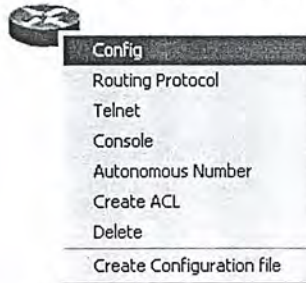 Config
Routing Protocol
Telnet
Console
Autonomous Number
Create ACL
Delete
Create Configuration file